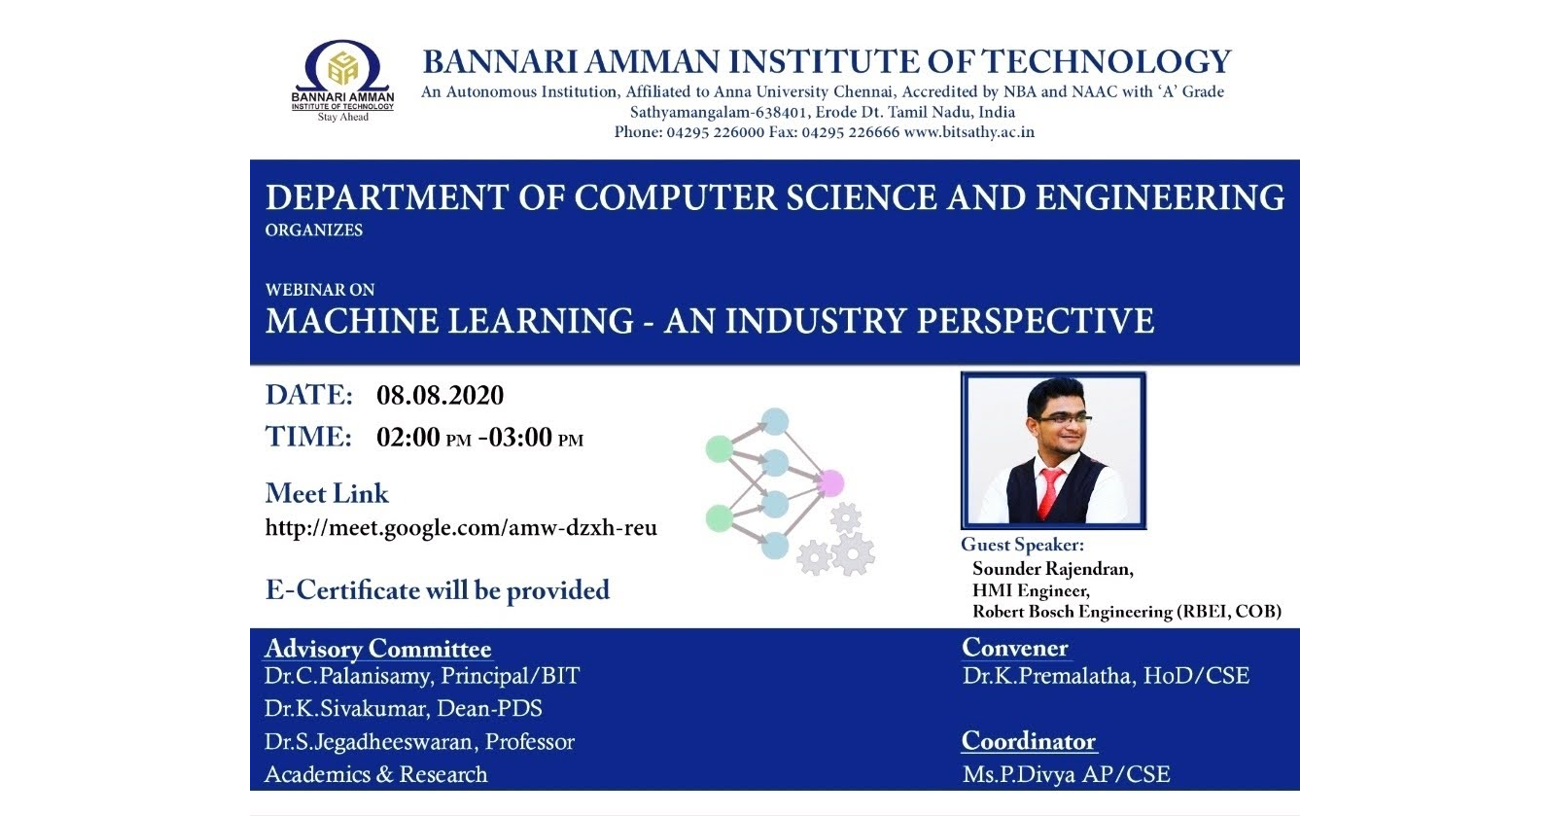 BANNARI AMMAN
INSTITUTE OF TECHNOLOGY
Stay Ahead
BANNARI AMMAN INSTITUTE OF TECHNOLOGY
An Autonomous Institution, Affiliated to Anna University Chennai, Accredited by NBA and NAAC with ‘A’ Grade
Sathyamangalam-638401, Erode Dt. Tamil Nadu, India
Phone: 04295 226000 Fax: 04295 226666 www.bitsathy.ac.in
DEPARTMENT OF COMPUTER SCIENCE AND ENGINEERING
ORGANIZES
WEBINAR ON
MACHINE LEARNING - AN INDUSTRY PERSPECTIVE
DATE: 08.08.2020
TIME: 02:00 PM -03:00 PM
Meet Link
http://meet.google.com/amw-dzxh-reu
E-Certificate will be provided
Guest Speaker:
Sounder Rajendran,
HMI Engineer,
Robert Bosch Engineering (RBEI, COB)
Advisory Committee
Dr.C.Palanisamy, Principal/BIT
Dr.K.Sivakumar, Dean-PDS
Dr.S.Jegadheeswaran, Professor
Academics & Research
Convener
Dr.K.Premalatha, HoD/CSE
Coordinator
Ms.P.Divya AP/CSE